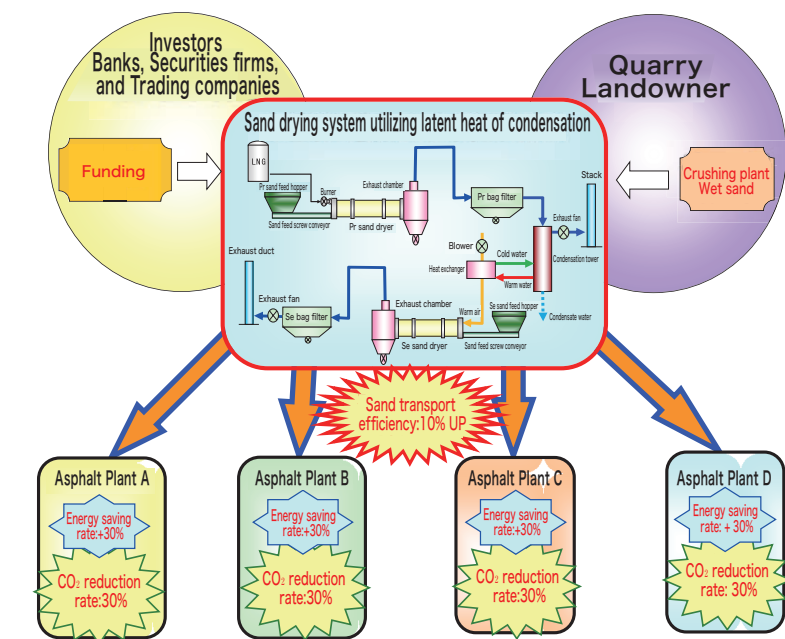 Investors
Banks, Securities firms,
and Trading companies
Quarry
Landowner
Funding
Crushing plant
Wet sand
Sand drying system utilizing latent heat of condensation
LNG
Pr sand feed hopper
Burner
Exhaust chamber
Sand feed screw conveyor
Pr sand dryer
Pr bag filter
Stack
Exhaust fan
Condensation tower
Blower
Cold water
Heat exchanger
Warm water
Condensate water
Exhaust duct
Exhaust fan
Se bag filter
Exhaust chamber
Warm air
Se sand feed hopper
Se sand dryer
Sand feed screw conveyor
Sand transport
efficiency:10% UP
Asphalt Plant A
Energy saving
rate:+30%
CO₂ reduction
rate:30%
Asphalt Plant B
Energy saving
rate:+30%
CO₂ reduction
rate:30%
Asphalt Plant C
Energy saving
rate:+30%
CO₂ reduction
rate:30%
Asphalt Plant D
Energy saving
rate: + 30%
CO₂ reduction
rate: 30%